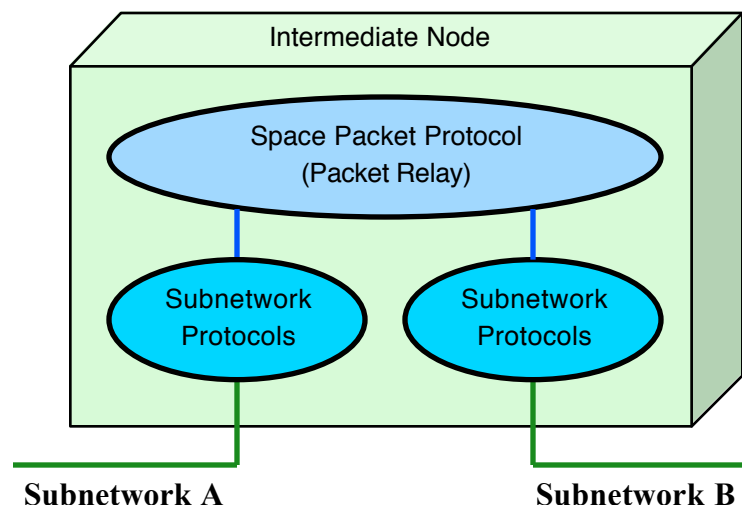 Intermediate Node
Space Packet Protocol
(Packet Relay)
Subnetwork
Protocols
Subnetwork
Protocols
Subnetwork A
Subnetwork B